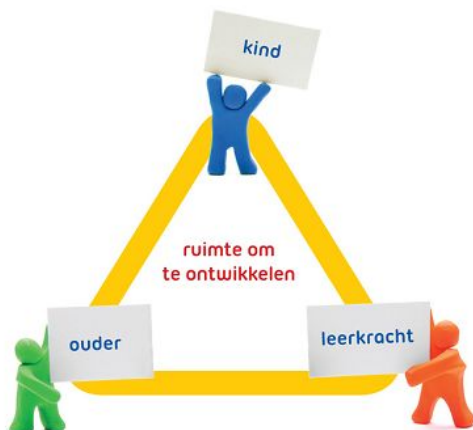 kind
ruimte om
te ontwikkelen
ouder
leerkracht